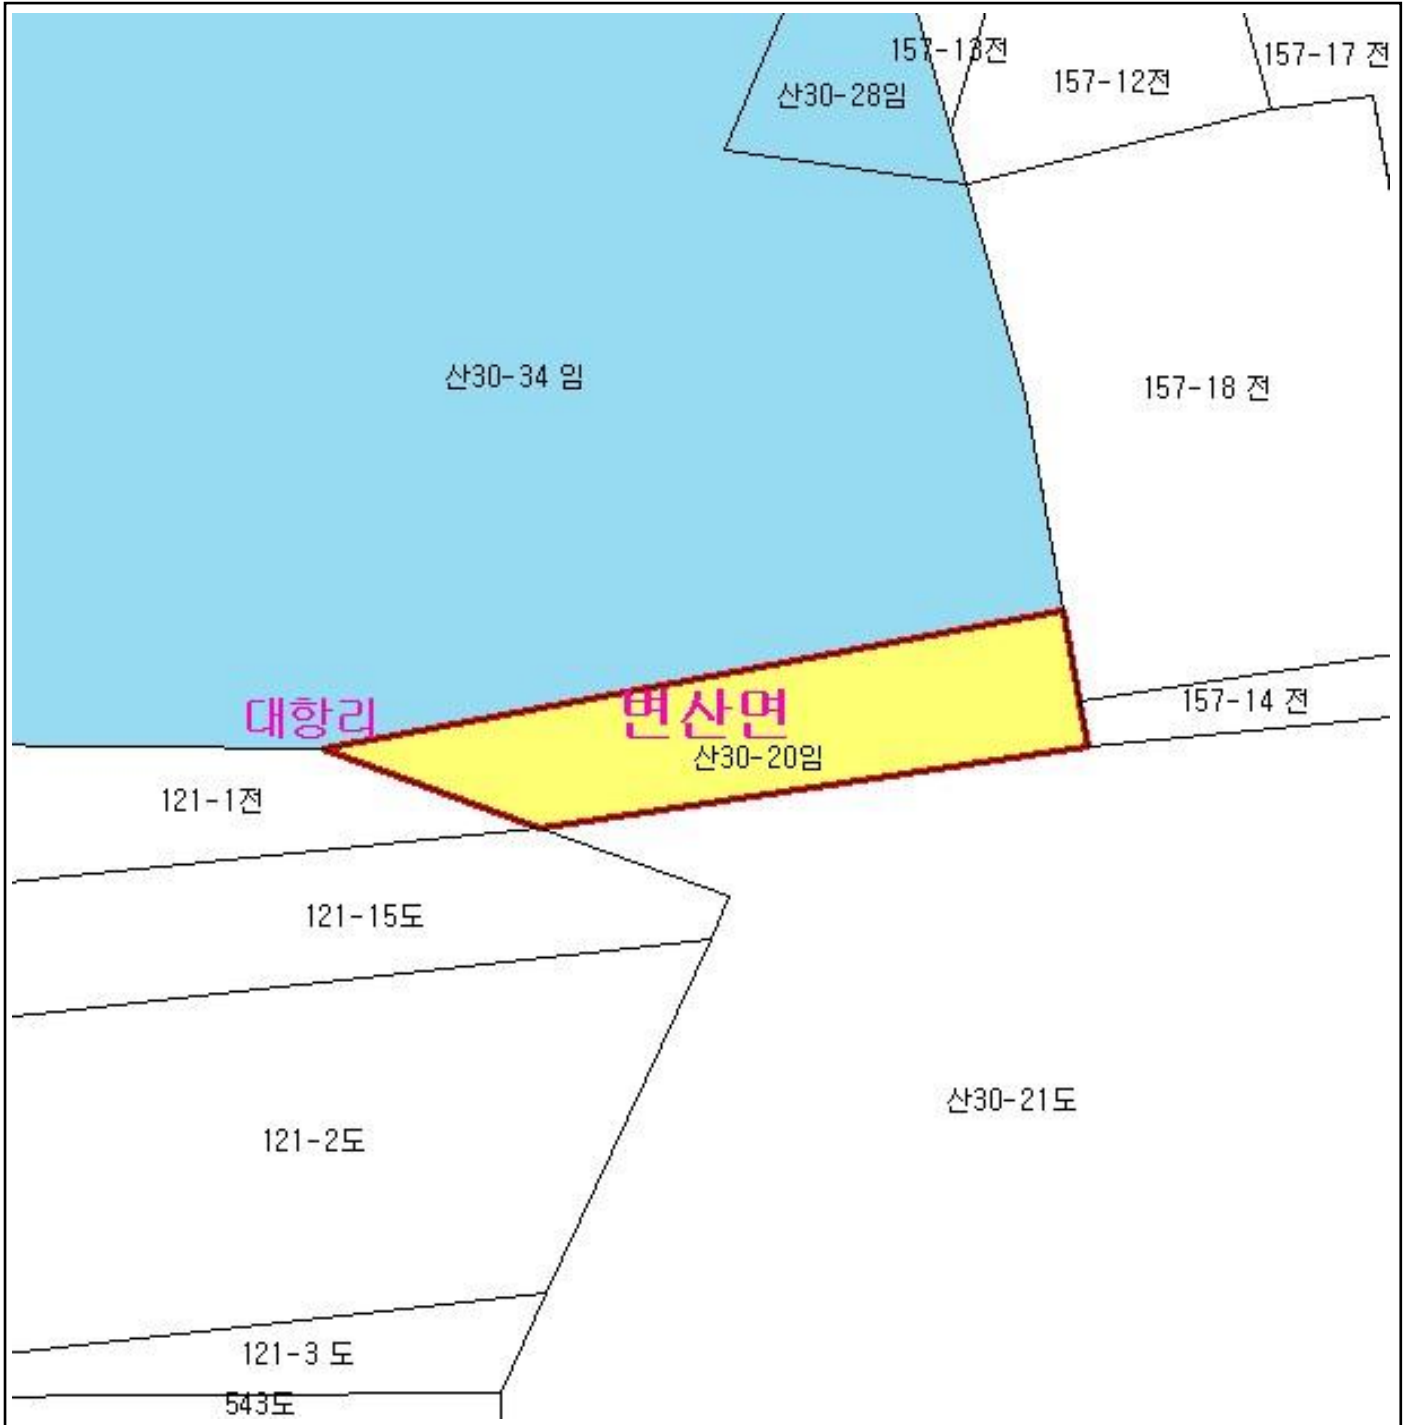 157-13전
157-17 전
157-12전
산30-28임
산30-34 임
157-18 전
157-14 전
대항리
변산면
산30-20임
121-1전
121-15도
산30-21도
121-2도
121-3 도
543도